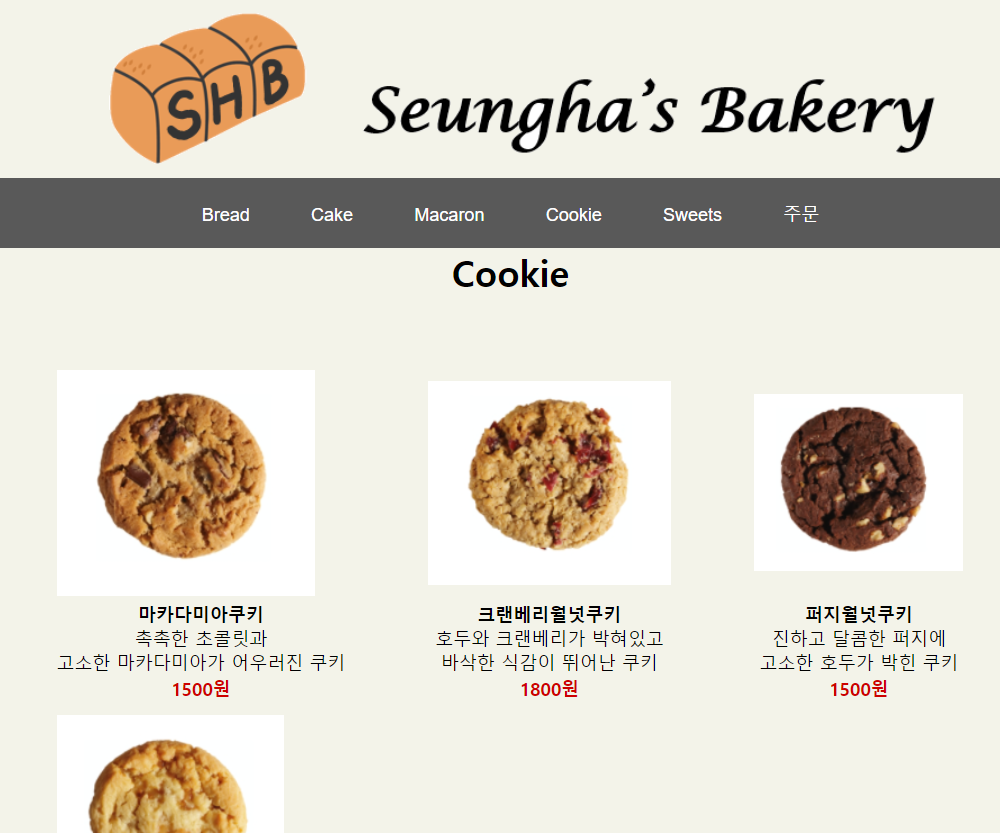 SHB
Seungha's Bakery
Bread Cake Macaron Cookie Sweets 주문
Cookie
마카다미아쿠키
촉촉한 초콜릿과
고소한 마카다미아가 어우러진 쿠키
1500원
크랜베리월넛쿠키
호두와 크랜베리가 박혀있고
바삭한 식감이 뛰어난 쿠키
1800원
퍼지월넛쿠키
진하고 달콤한 퍼지에
고소한 호두가 박힌 쿠키
1500원